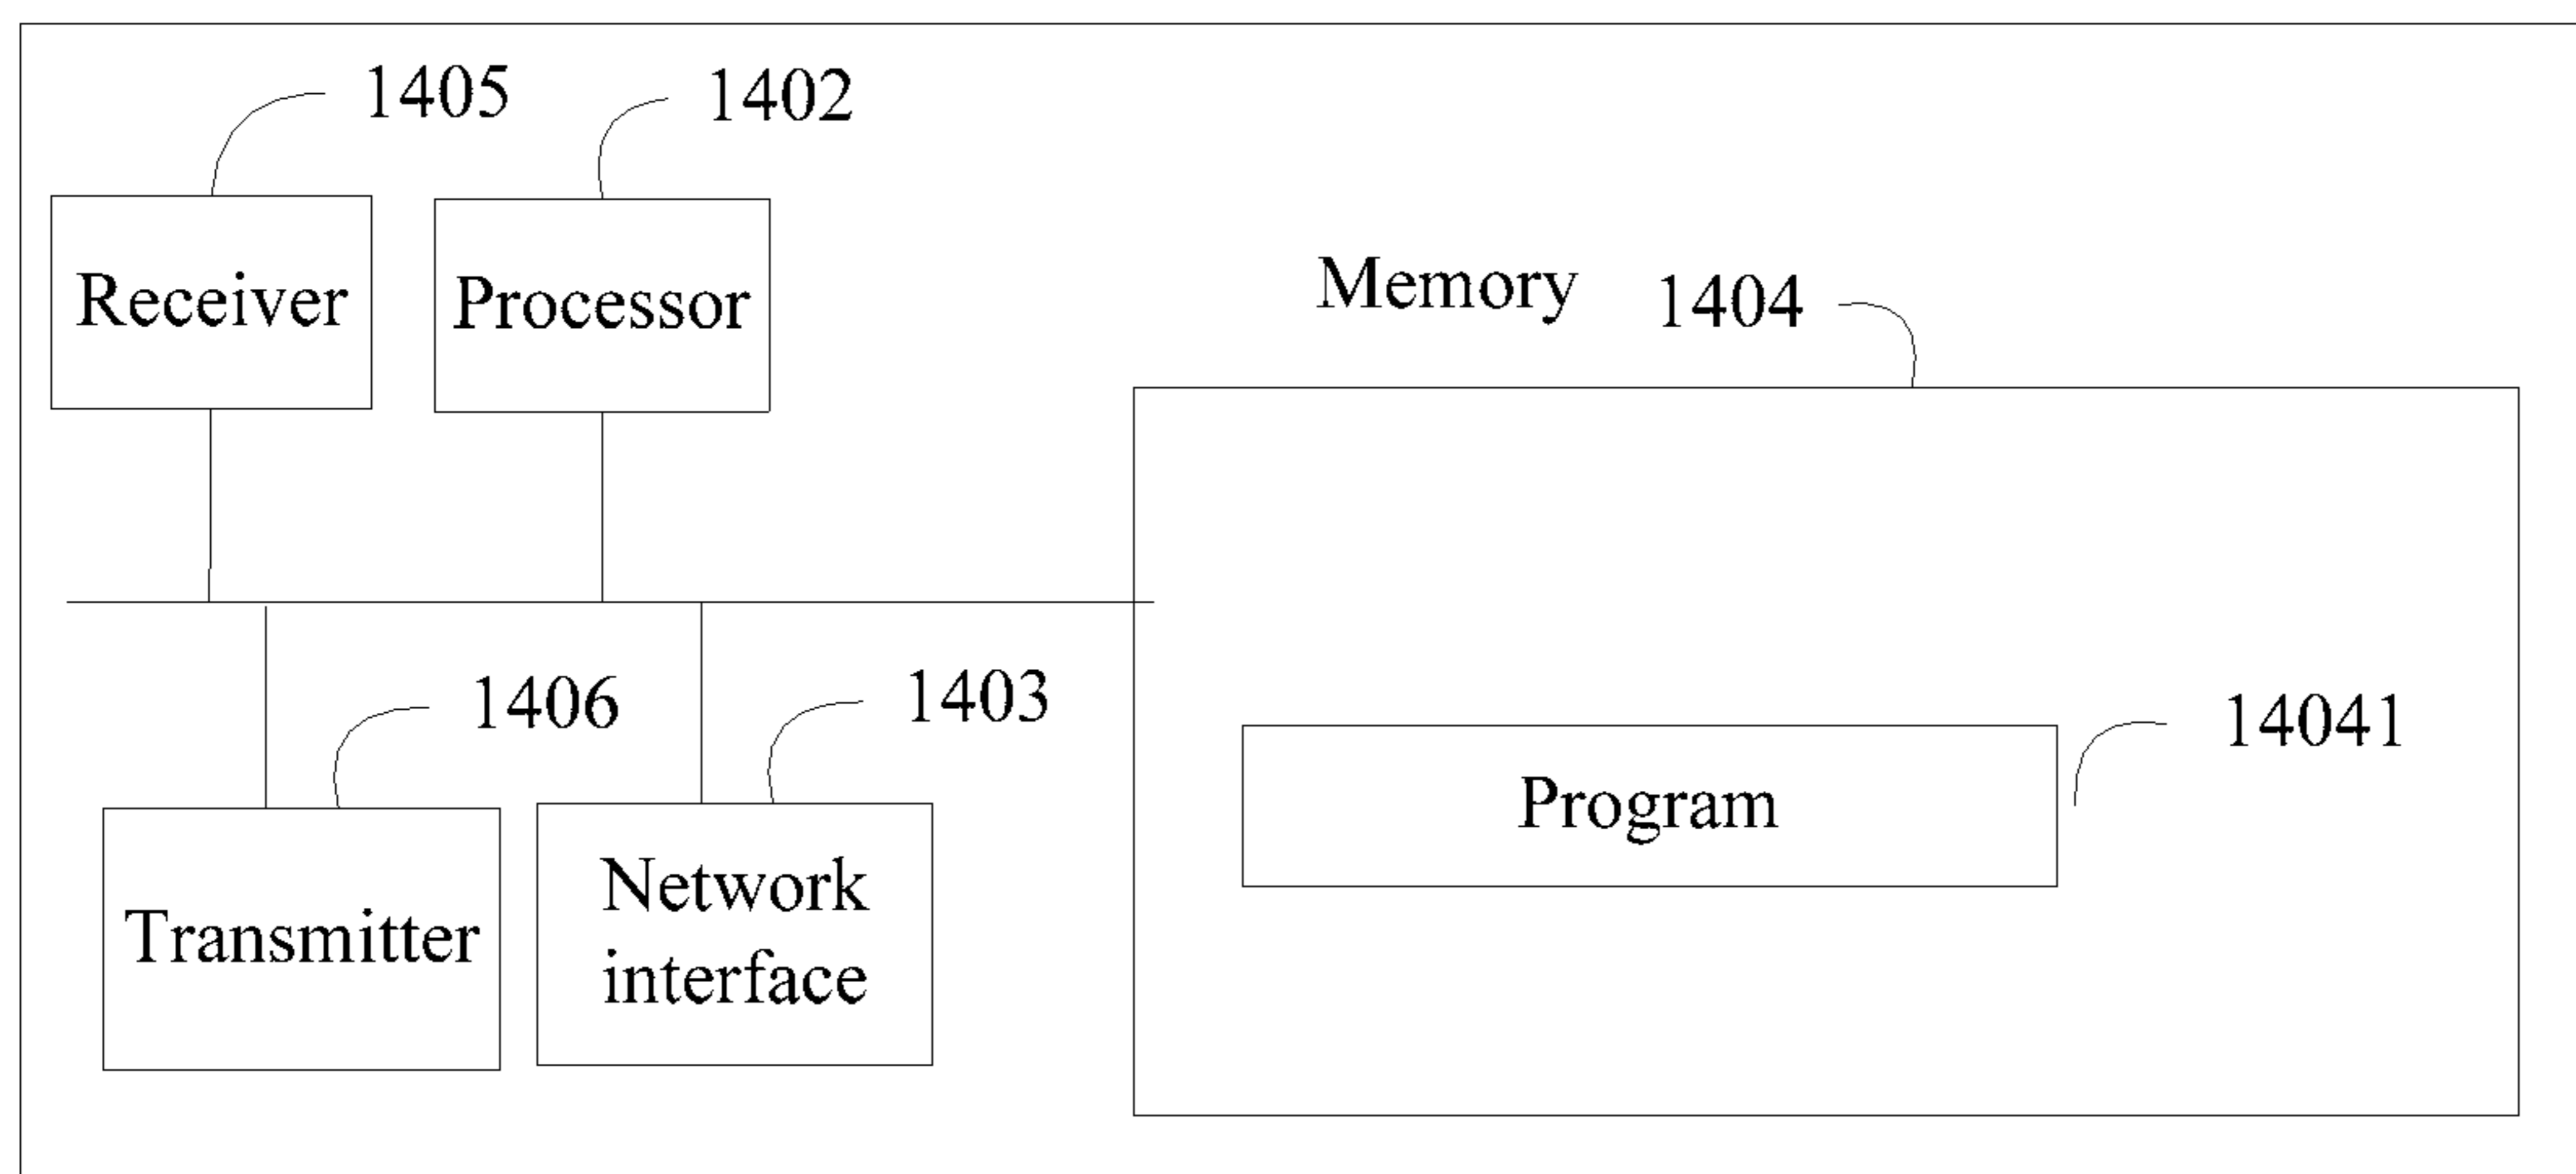 1405
1402
Receiver
Processor
Memory
1404
1406
1403
14041
Transmitter
Network
interface
Program